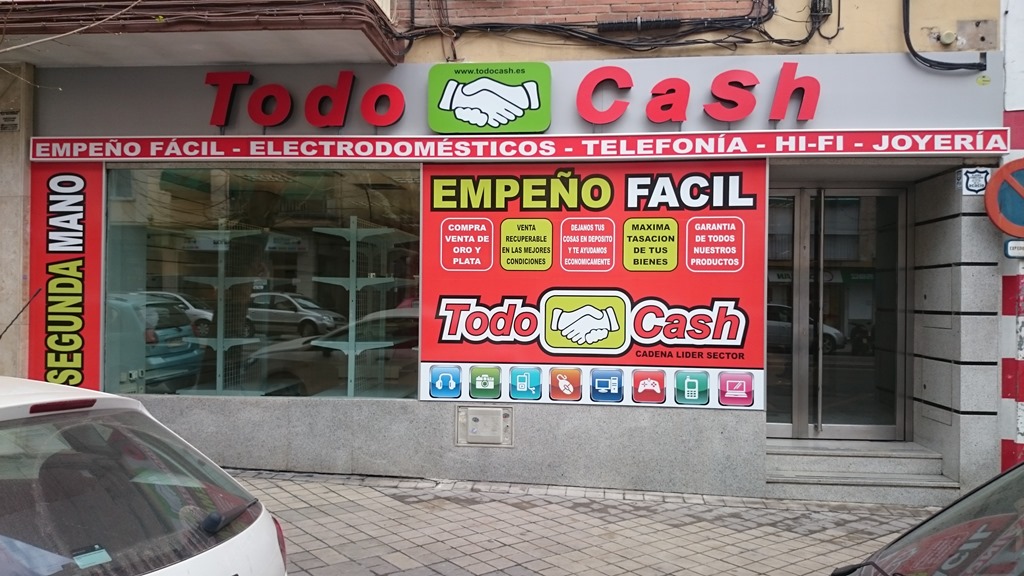 Todo Cash
www.todocash.es
EMPEÑO FÁCIL - ELECTRODOMÉSTICOS - TELEFONÍA - HI-FI - JOYERÍA
SEGUNDA MANO
EMPEÑO FACIL
COMPRA
VENTA DE
ORO Y
PLATA
VENTA
RECUPERABLE
EN LAS MEJORES
CONDICIONES
DEJANOS TUS
COSAS EN DEPOSITO
Y TE AYUDAMOS
ECONOMICAMENTE
MAXIMA
TASACION
DE TUS
BIENES
GARANTIA
DE TODOS
NUESTROS
PRODUCTOS
Todo Cash
CADENA LIDER SECTOR